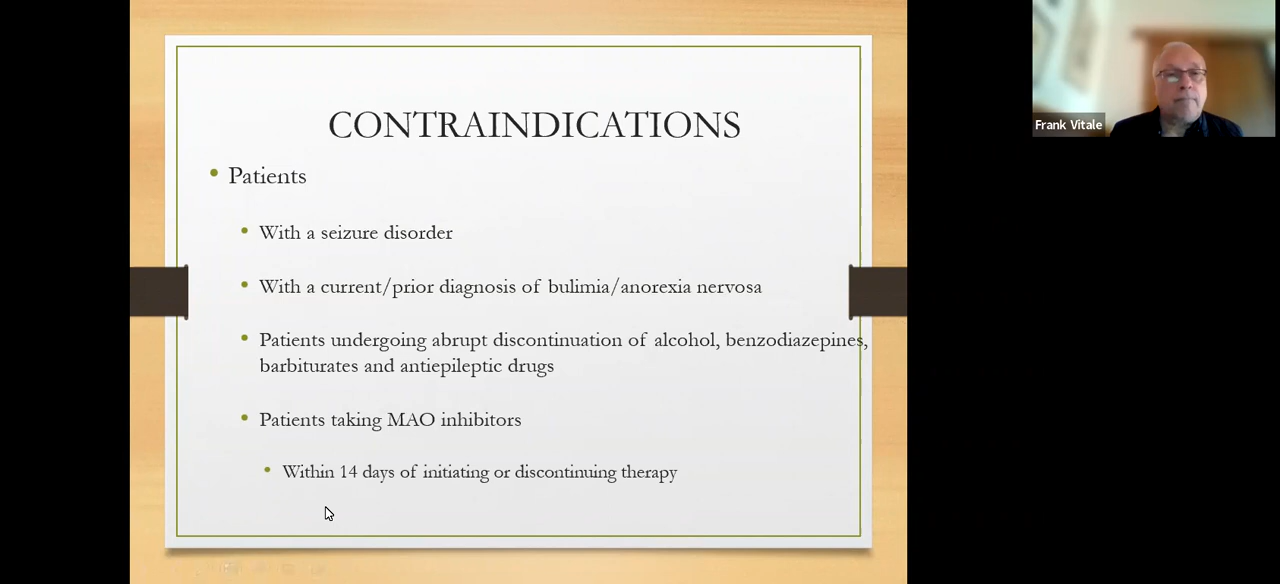 CONTRAINDICATIONS
Patients
With a seizure disorder
With a current/prior diagnosis of bulimia/anorexia nervosa
Patients undergoing abrupt discontinuation of alcohol, benzodiazepines,
barbiturates and antiepileptic drugs
Patients taking MAO inhibitors
Within 14 days of initiating or discontinuing therapy
Frank Vitale